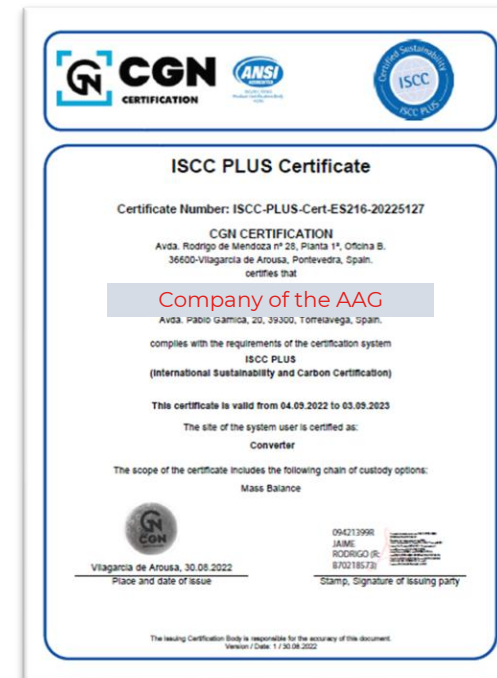 CGN
CERTIFICATION
ANSI
Certified Sustainability
ISCC
ISCC PLUS
ISCC PLUS Certificate
Certificate Number: ISCC-PLUS-Cert-ES216-20225127
CGN CERTIFICATION
Avda. Rodrigo de Mendoza nº 28, Planta 1ª, Oficina B.
36600-Vilagarcia de Arousa, Pontevedra, Spain.
certifies that
Company of the AAG
Avda. Pablo Garnica, 20, 39300, Torrelavega, Spain.
complies with the requirements of the certification system
ISCC PLUS
(International Sustainability and Carbon Certification)
This certificate is valid from 04.09.2022 to 03.09.2023
The site of the system user is certified as:
Converter
The scope of the certificate includes the following chain of custody options:
Mass Balance
CGN
09421399R
JAIME
RODRIGO (R:
B70218573)
Vilagarcia de Arousa, 30.08.2022
Place and date of issue
Stamp, Signature of issuing party
The issuing Certification Body is responsible for the accuracy of this document.
Version / Date: 1 / 30.08.2022